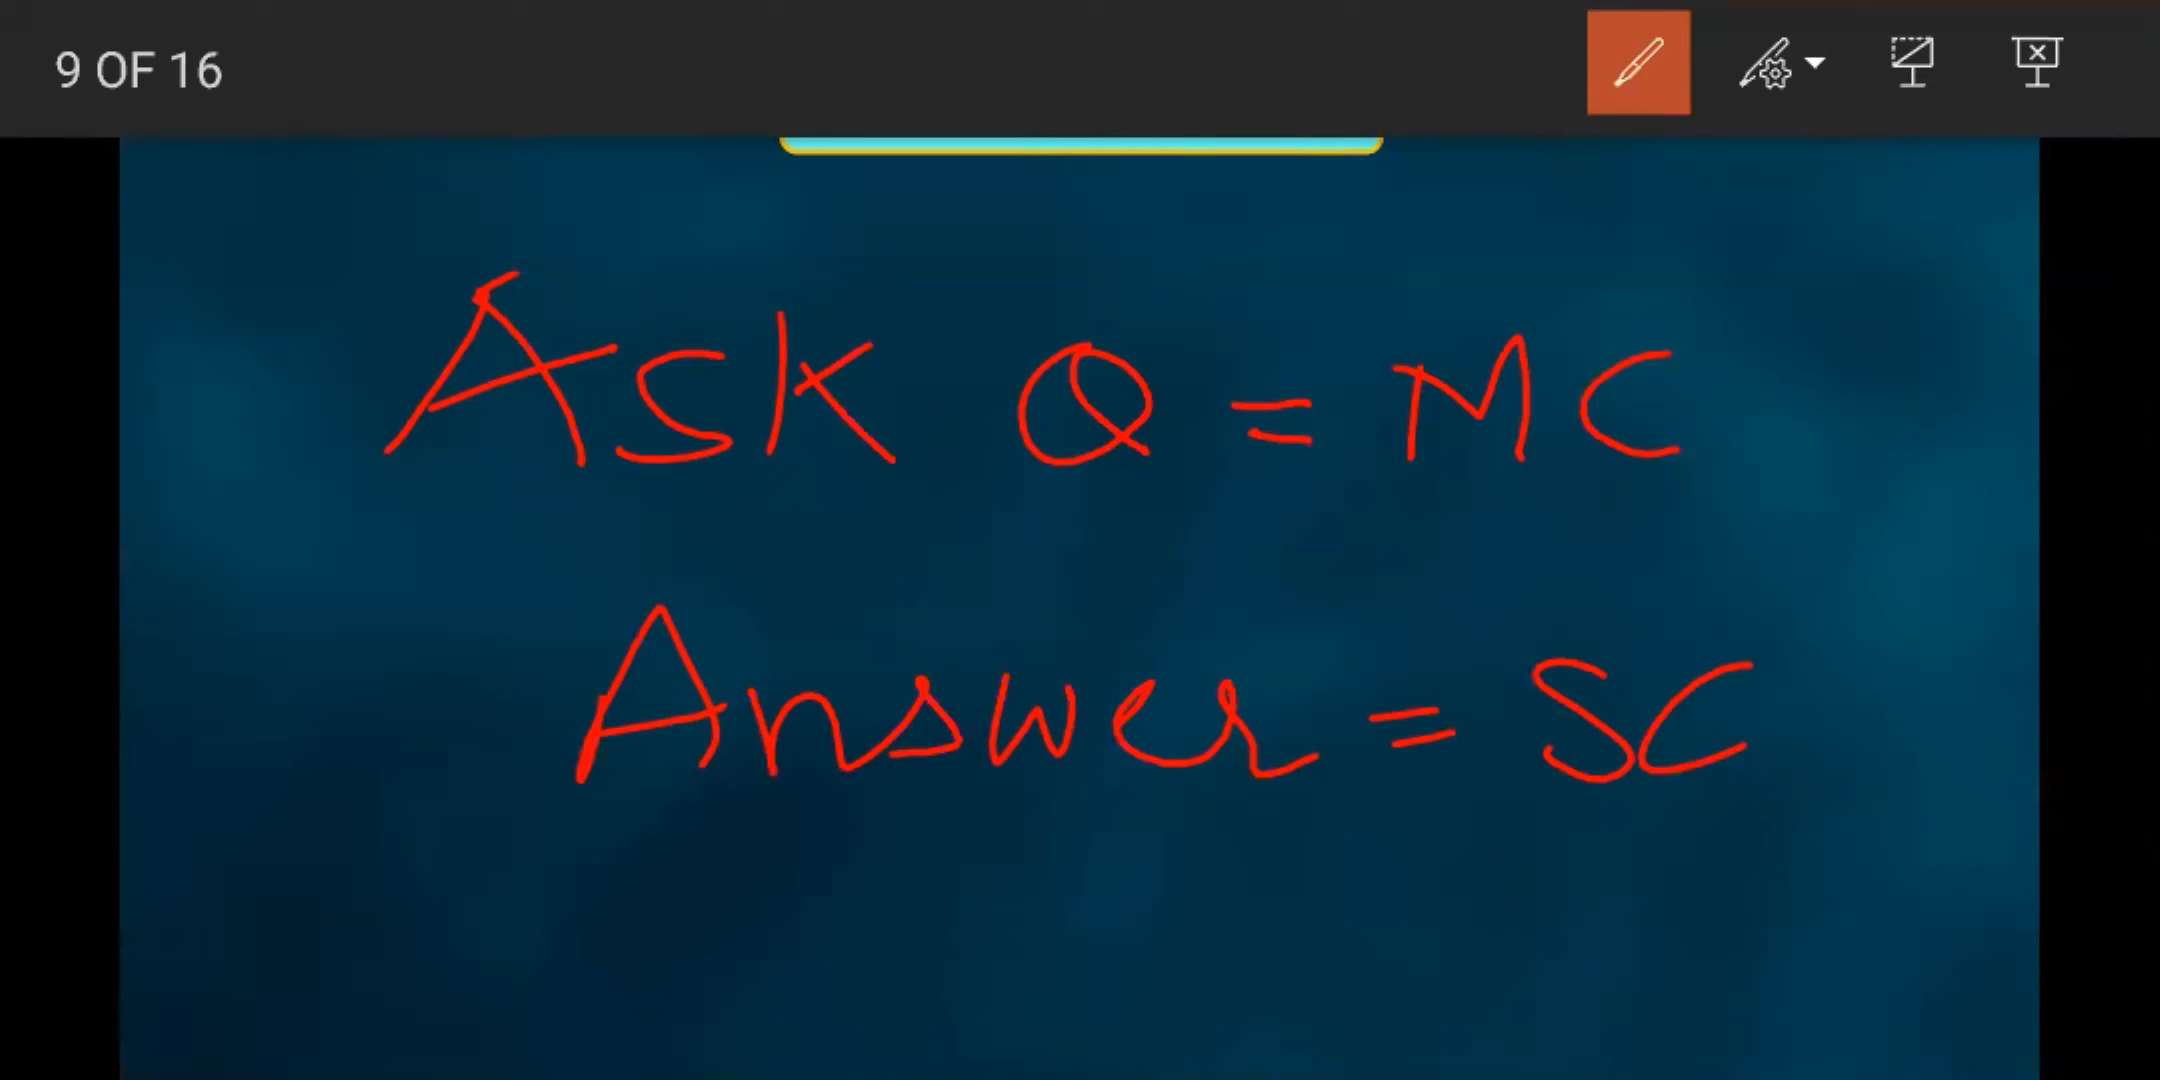 9 OF 16
ASK Q = MC
Answer = SC